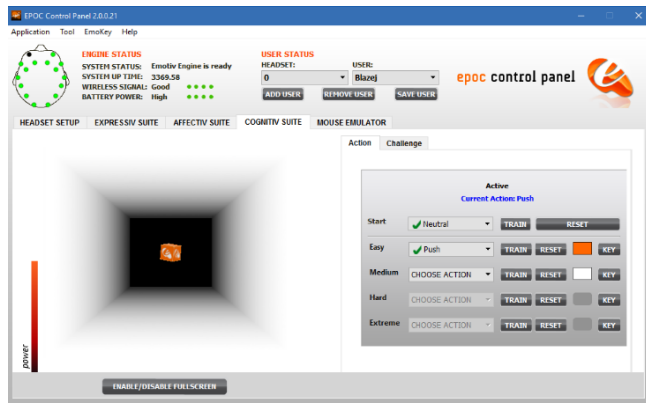 EPOC Control Panel 2.0.0.21
Application Tool EmoKey Help
ENGINE STATUS
SYSTEM STATUS: Emotiv Engine is ready
SYSTEM UP TIME: 3369.58
WIRELESS SIGNAL: Good
BATTERY POWER: High
USER STATUS
HEADSET: USER:
0 Blazej
ADD USER REMOVE USER SAVE USER
epoc control panel
HEADSET SETUP EXPRESSIV SUITE AFFECTIV SUITE COGNITIV SUITE MOUSE EMULATOR
Action Challenge
Active
Current Action: Push
Start Neutral TRAIN RESET
Easy Push TRAIN RESET KEY
Medium CHOOSE ACTION TRAIN RESET KEY
Hard CHOOSE ACTION TRAIN RESET KEY
Extreme CHOOSE ACTION TRAIN RESET KEY
power
ENABLE/DISABLE FULLSCREEN